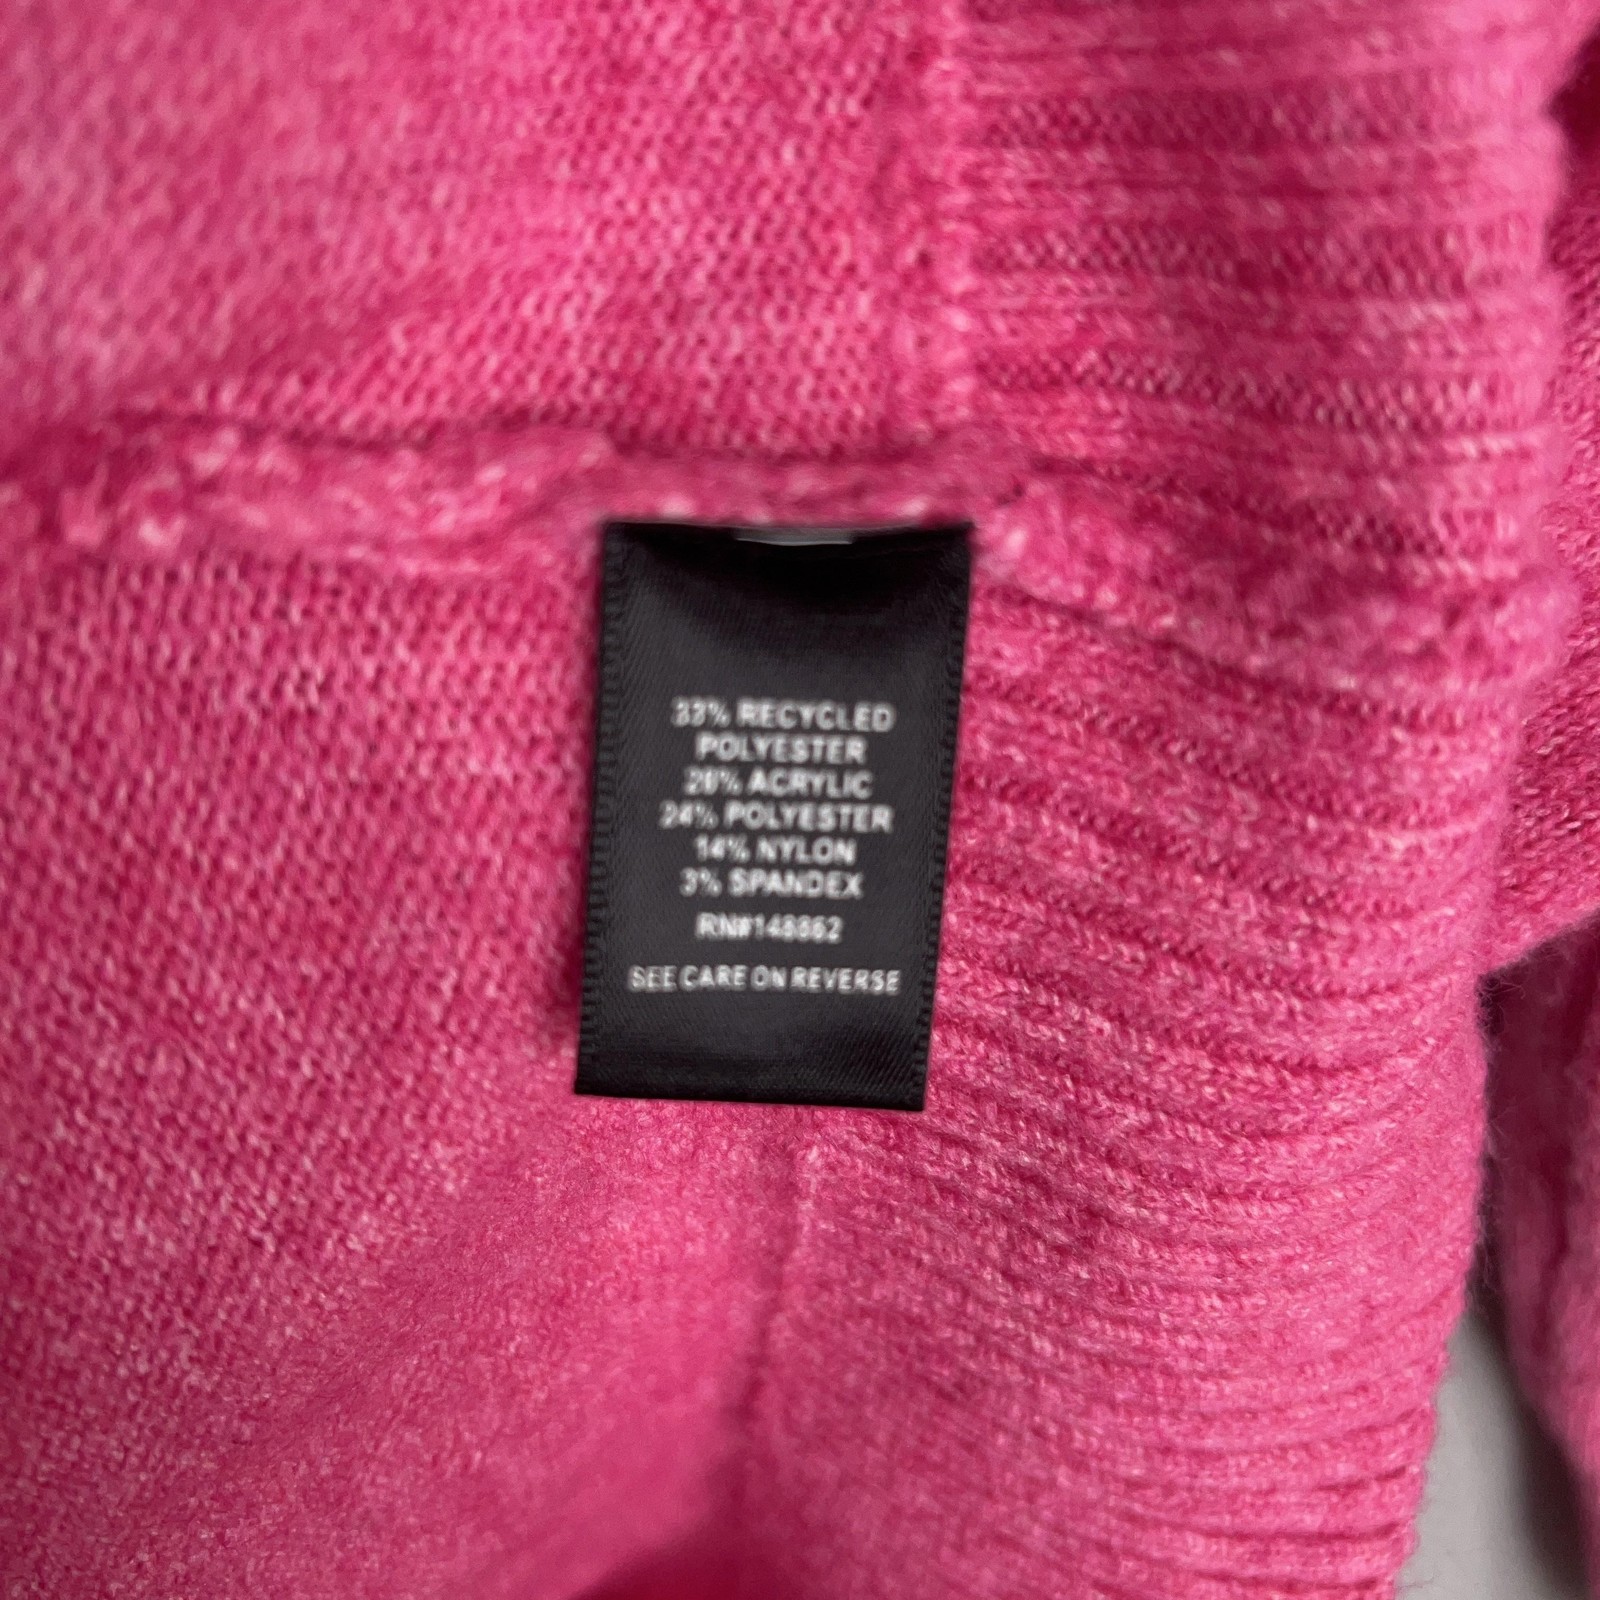 33% RECYCLED
POLYESTER
26% ACRYLIC
24% POLYESTER
14% NYLON
3% SPANDEX
RN#148862
SEE CARE ON REVERSE